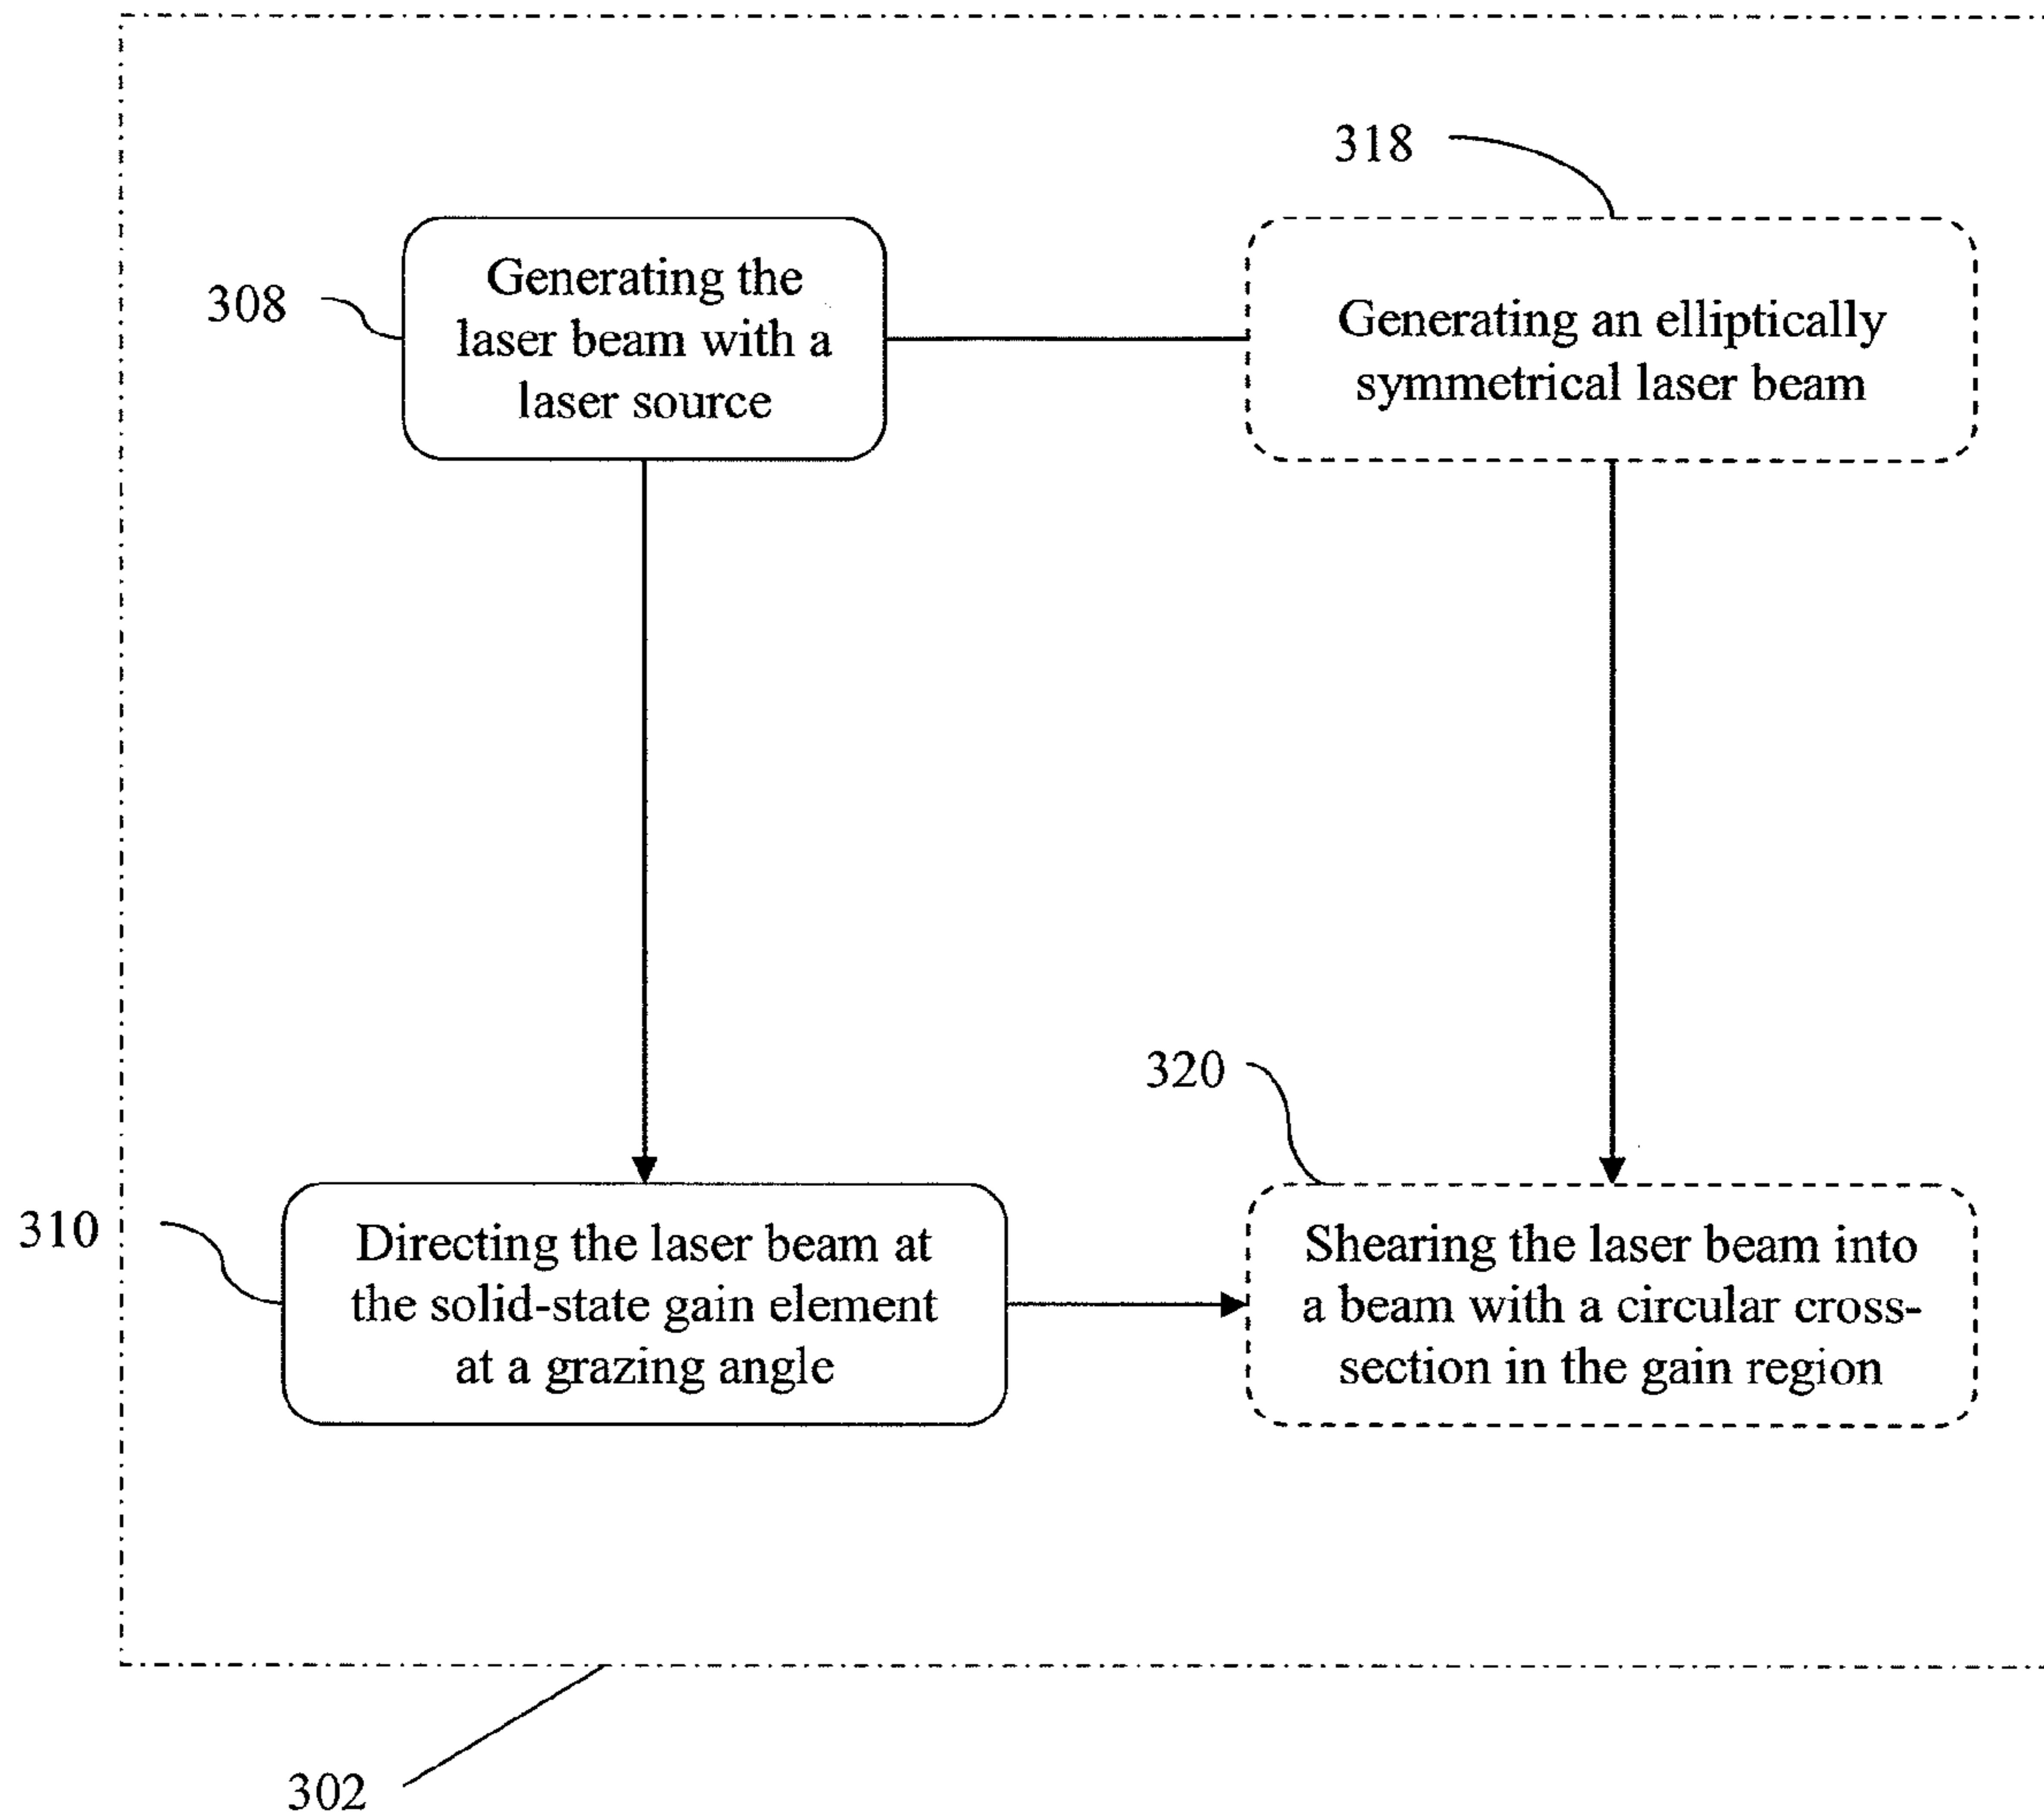 318
308
Generating the
laser beam with a
laser source
Generating an elliptically
symmetrical laser beam
320
310
Directing the laser beam at
the solid-state gain element
at a grazing angle
Shearing the laser beam into
a beam with a circular cross-
section in the gain region
302